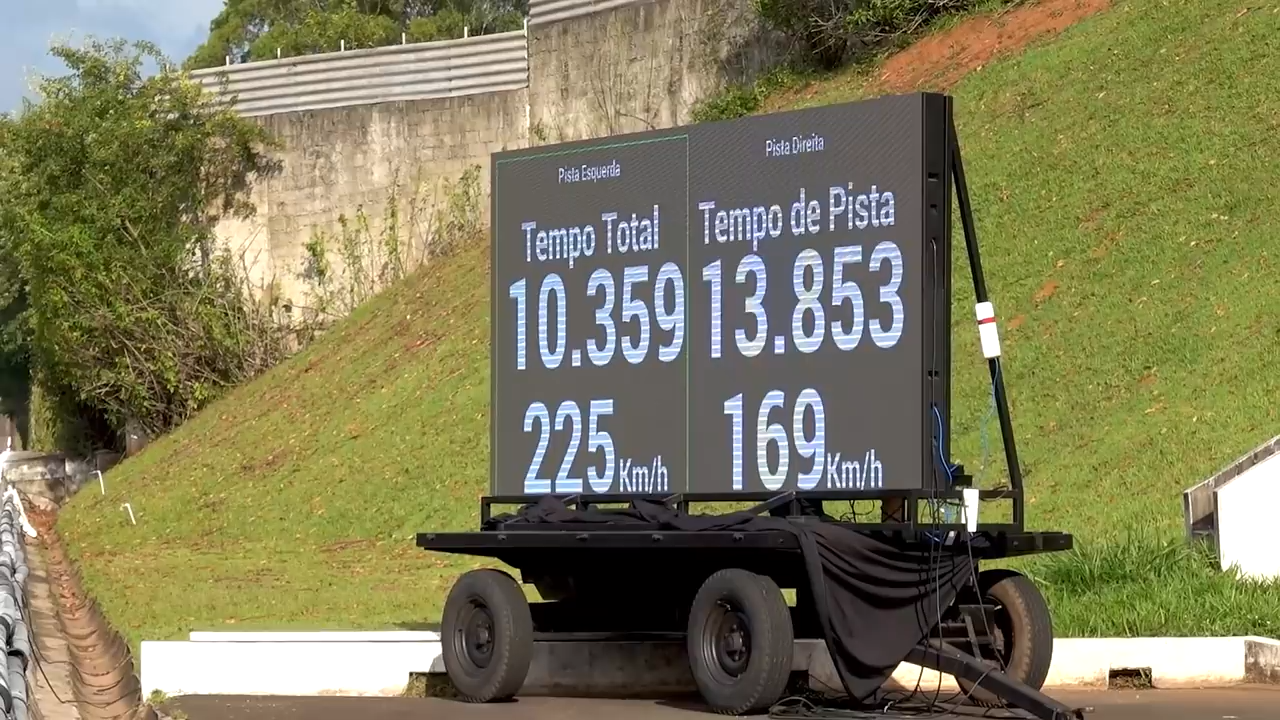 Pista Esquerda
Tempo Total
10.359
225 Km/h
Pista Direita
Tempo de Pista
13.853
169 Km/h